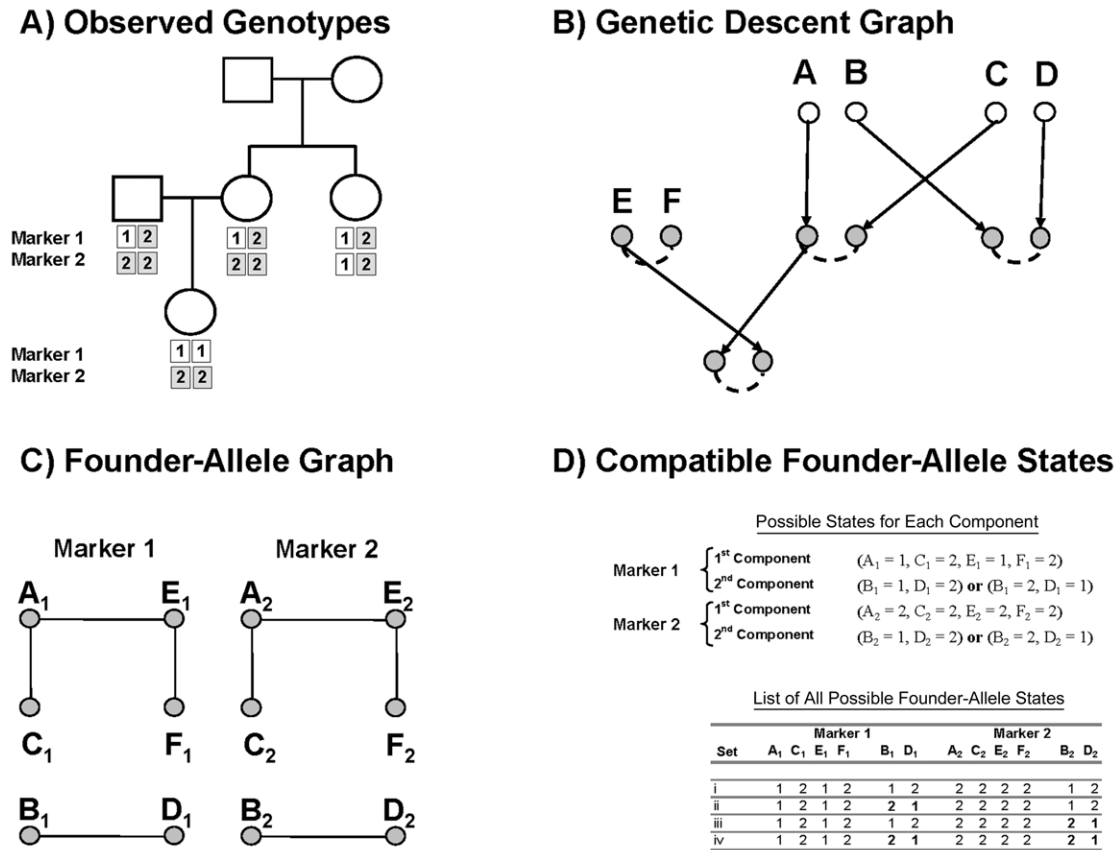 A) Observed Genotypes
Marker 1 1 2 1 2 1 2
Marker 2 2 2 2 2 1 2
Marker 1 1 1
Marker 2 2 2
B) Genetic Descent Graph
A B C D
E F
C) Founder-Allele Graph
Marker 1 Marker 2
A₁ E₁ A₂ E₂
C₁ F₁ C₂ F₂
B₁ D₁ B₂ D₂
D) Compatible Founder-Allele States
Possible States for Each Component
Marker 1 1st Component (A₁ = 1, C₁ = 2, E₁ = 1, F₁ = 2)
2nd Component (B₁ = 1, D₁ = 2) or (B₁ = 2, D₁ = 1)
Marker 2 1st Component (A₂ = 2, C₂ = 2, E₂ = 2, F₂ = 2)
2nd Component (B₂ = 1, D₂ = 2) or (B₂ = 2, D₂ = 1)
List of All Possible Founder-Allele States
Marker 1 Marker 2
Set A₁ C₁ E₁ F₁ B₁ D₁ A₂ C₂ E₂ F₂ B₂ D₂
i 1 2 1 2 1 2 2 2 2 2 1 2
ii 1 2 1 2 2 1 2 2 2 2 1 2
iii 1 2 1 2 1 2 2 2 2 2 2 1
iv 1 2 1 2 2 1 2 2 2 2 2 1